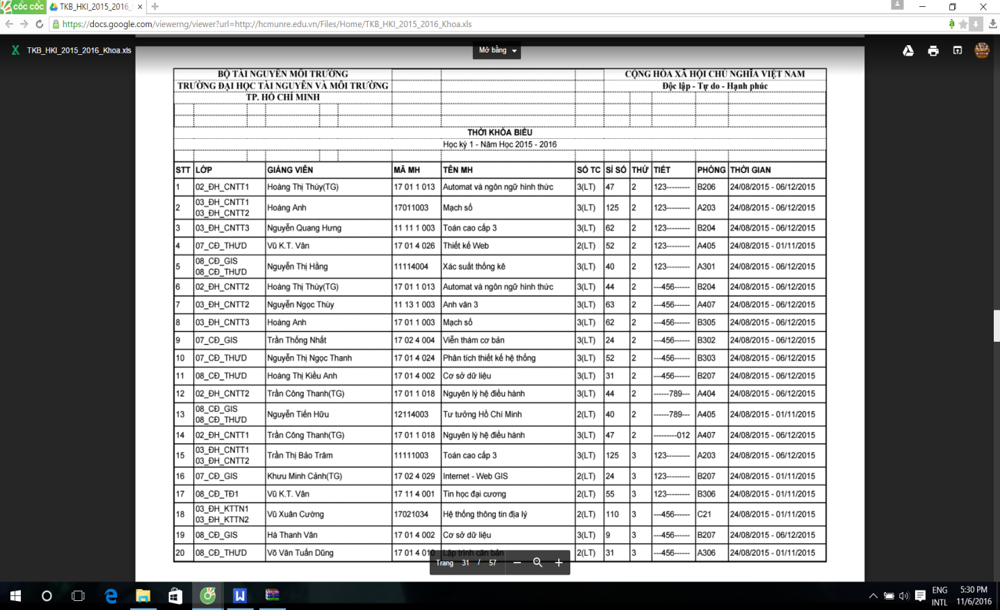 cốc cốc
TKB_HKI_2015_2016_
https://docs.google.com/viewerng/viewer?url=http://hcmunre.edu.vn/Files/Home/TKB_HKI_2015_2016_Khoa.xls
X TKB_HKI_2015_2016_Khoa.xls
Mở bằng
BỘ TÀI NGUYÊN MÔI TRƯỜNG CỘNG HÒA XÃ HỘI CHỦ NGHĨA VIỆT NAM
TRƯỜNG ĐẠI HỌC TÀI NGUYÊN VÀ MÔI TRƯỜNG Độc lập - Tự do - Hạnh phúc
TP. HỒ CHÍ MINH
THỜI KHÓA BIỂU
Học kỳ 1 - Năm Học 2015 - 2016
STT LỚP GIẢNG VIÊN MÃ MH TÊN MH SỐ TC SĨ SỐ THỨ TIẾT PHÒNG THỜI GIAN
1 02_ĐH_CNTT1 Hoàng Thị Thúy(TG) 17 01 1 013 Automat và ngôn ngữ hình thức 3(LT) 47 2 123--------- B206 24/08/2015 - 06/12/2015
2 03_ĐH_CNTT1 03_ĐH_CNTT2 Hoàng Anh 17011003 Mạch số 3(LT) 125 2 123--------- A203 24/08/2015 - 06/12/2015
3 03_ĐH_CNTT3 Nguyễn Quang Hưng 11 11 1 003 Toán cao cấp 3 3(LT) 62 2 123--------- B204 24/08/2015 - 06/12/2015
4 07_CĐ_THƯD Vũ K.T. Vân 17 01 4 026 Thiết kế Web 2(LT) 52 2 123--------- A405 24/08/2015 - 01/11/2015
5 08_CĐ_GIS 08_CĐ_THƯD Nguyễn Thị Hằng 11114004 Xác suất thống kê 3(LT) 40 2 123--------- A301 24/08/2015 - 06/12/2015
6 02_ĐH_CNTT2 Hoàng Thị Thúy(TG) 17 01 1 013 Automat và ngôn ngữ hình thức 3(LT) 44 2 ---456------ B204 24/08/2015 - 06/12/2015
7 03_ĐH_CNTT2 Nguyễn Ngọc Thùy 11 13 1 003 Anh văn 3 3(LT) 63 2 ---456------ A407 24/08/2015 - 06/12/2015
8 03_ĐH_CNTT3 Hoàng Anh 17 01 1 003 Mạch số 3(LT) 62 2 ---456------ B305 24/08/2015 - 06/12/2015
9 07_CĐ_GIS Trần Thống Nhất 17 02 4 004 Viễn thám cơ bản 3(LT) 24 2 ---456------ B302 24/08/2015 - 06/12/2015
10 07_CĐ_THƯD Nguyễn Thị Ngọc Thanh 17 01 4 024 Phân tích thiết kế hệ thống 3(LT) 52 2 ---456------ B303 24/08/2015 - 06/12/2015
11 08_CĐ_THƯD Hoàng Thị Kiều Anh 17 01 4 002 Cơ sở dữ liệu 3(LT) 31 2 ---456------ B207 24/08/2015 - 06/12/2015
12 02_ĐH_CNTT2 Trần Công Thanh(TG) 17 01 1 018 Nguyên lý hệ điều hành 3(LT) 44 2 ------789--- A404 24/08/2015 - 06/12/2015
13 08_CĐ_GIS 08_CĐ_THƯD Nguyễn Tiến Hữu 12114003 Tư tưởng Hồ Chí Minh 2(LT) 40 2 ------789--- A405 24/08/2015 - 01/11/2015
14 02_ĐH_CNTT1 Trần Công Thanh(TG) 17 01 1 018 Nguyên lý hệ điều hành 3(LT) 47 2 ---------012 A407 24/08/2015 - 06/12/2015
15 03_ĐH_CNTT1 03_ĐH_CNTT2 Trần Thị Bảo Trâm 11111003 Toán cao cấp 3 3(LT) 125 3 123--------- A203 24/08/2015 - 06/12/2015
16 07_CĐ_GIS Khưu Minh Cảnh(TG) 17 02 4 029 Internet - Web GIS 2(LT) 24 3 123--------- B207 24/08/2015 - 01/11/2015
17 08_CĐ_TĐ1 Vũ K.T. Vân 17 11 4 001 Tin học đại cương 2(LT) 55 3 123--------- B306 24/08/2015 - 01/11/2015
18 03_ĐH_KTTN1 03_ĐH_KTTN2 Vũ Xuân Cường 17021034 Hệ thống thông tin địa lý 2(LT) 110 3 ---456------ C21 24/08/2015 - 01/11/2015
19 08_CĐ_GIS Hà Thanh Vân 17 01 4 002 Cơ sở dữ liệu 3(LT) 9 3 ---456------ B207 24/08/2015 - 06/12/2015
20 08_CĐ_THƯD Võ Văn Tuấn Dũng 17 01 4 010 Lập trình căn bản 2(LT) 31 3 ---456------ A306 24/08/2015 - 01/11/2015
Trang 31 / 57
ENG 5:30 PM
INTL 11/6/2016